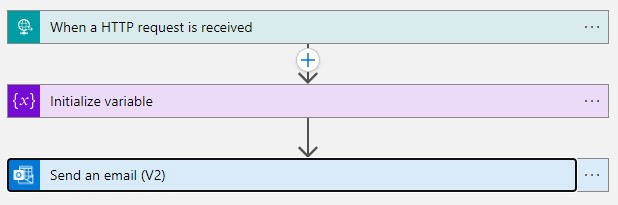 When a HTTP request is received
{x} Initialize variable
Send an email (V2)